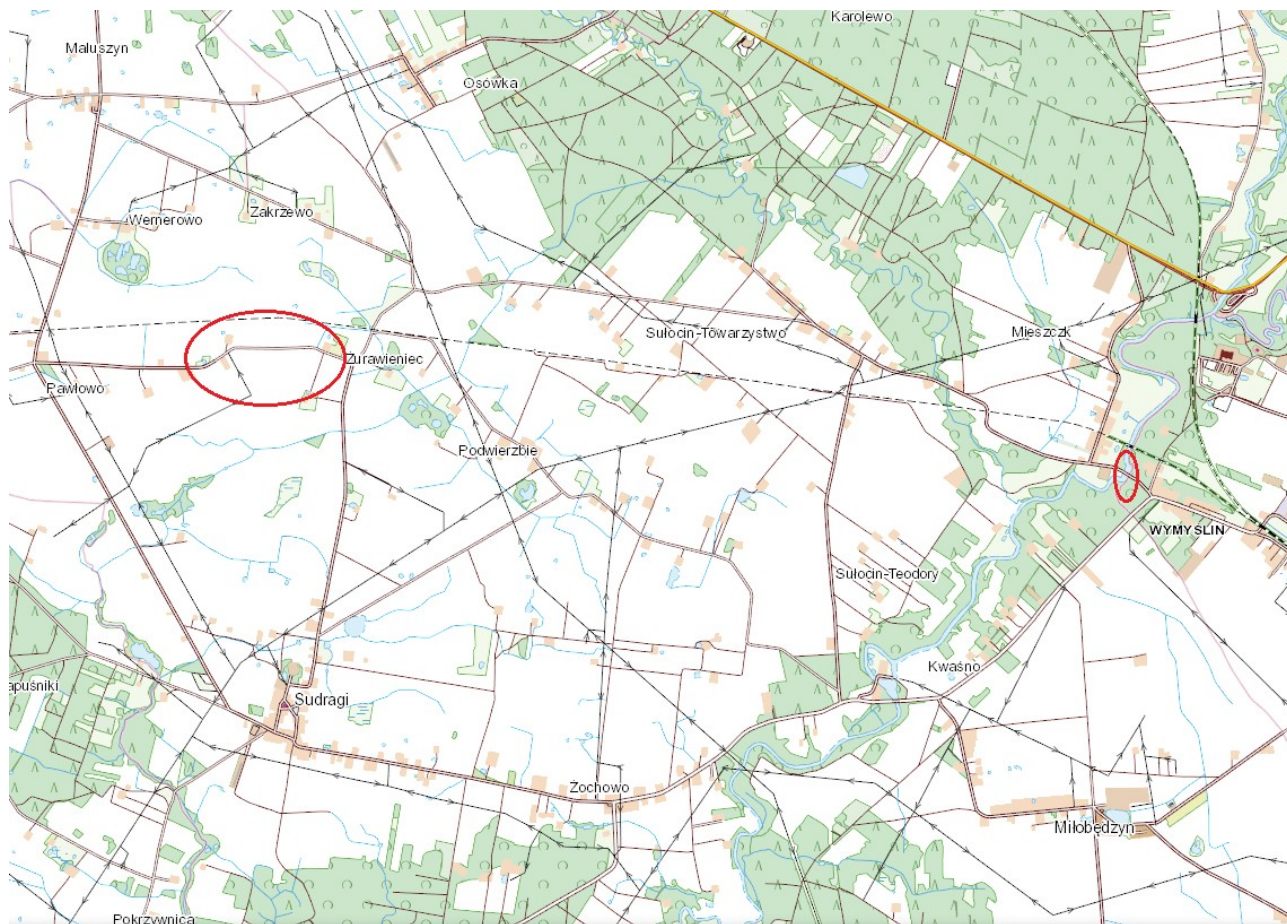 Karolewo
Maluszyn
Osówka
Zakrzewo
Wernerowo
Sułocin-Towarzystwo
Mieszczk
Żurawieniec
Pawłowo
Podwierzbie
WYMYŚLIN
Sułocin-Teodory
Kwaśno
apuśniki
Sudragi
Żochowo
Miłobędzyn
Pokrzywnica